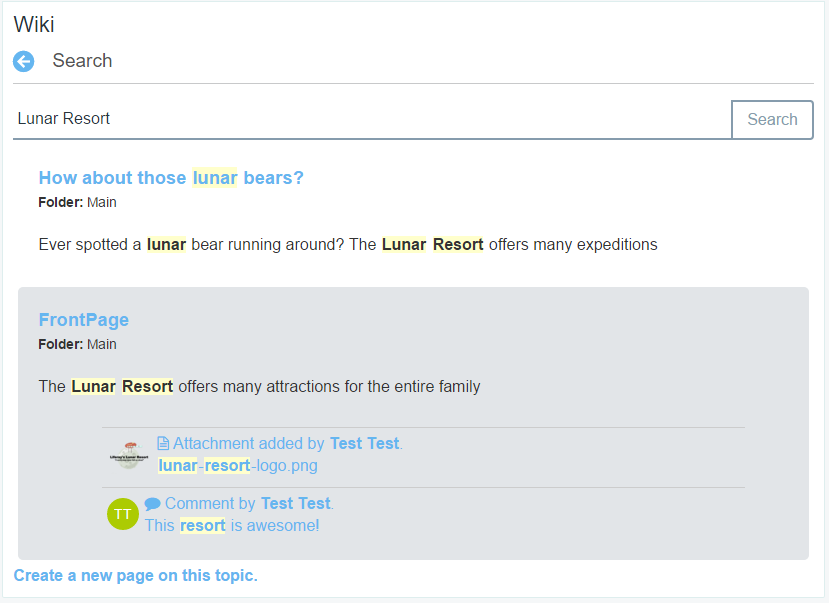 Wiki
Search
Lunar Resort
Search
How about those lunar bears?
Folder: Main
Ever spotted a lunar bear running around? The Lunar Resort offers many expeditions
FrontPage
Folder: Main
The Lunar Resort offers many attractions for the entire family
Attachment added by Test Test.
lunar-resort-logo.png
TT
Comment by Test Test.
This resort is awesome!
Create a new page on this topic.